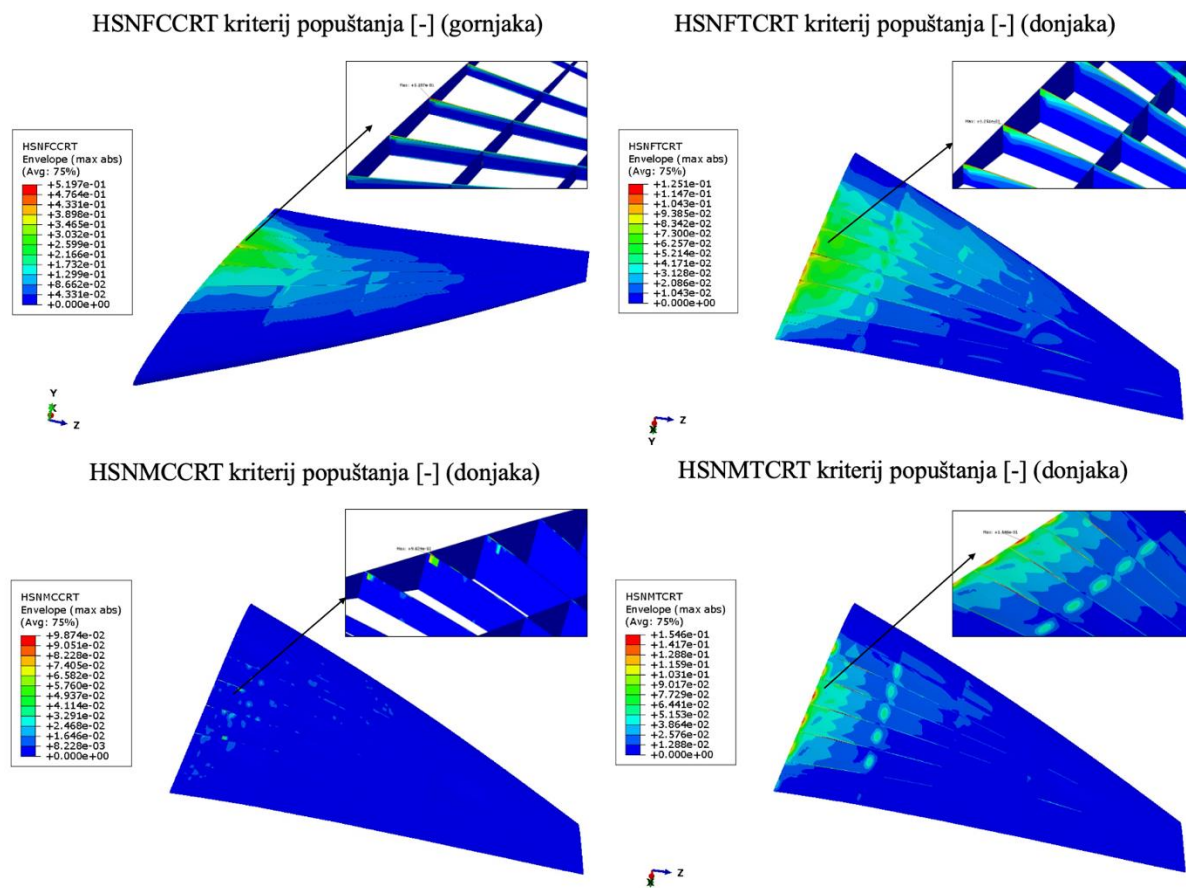 HSNFCCRT kriterij popuštanja [-] (gornjaka)
HSNFCCRT
Envelope (max abs)
(Avg: 75%)
+5.197e-01
+4.764e-01
+4.331e-01
+3.898e-01
+3.465e-01
+3.032e-01
+2.599e-01
+2.166e-01
+1.732e-01
+1.299e-01
+8.662e-02
+4.331e-02
+0.000e+00
Y
X
Z
HSNFTCRT kriterij popuštanja [-] (donjaka)
HSNFTCRT
Envelope (max abs)
(Avg: 75%)
+1.251e-01
+1.147e-01
+1.043e-01
+9.385e-02
+8.342e-02
+7.300e-02
+6.257e-02
+5.214e-02
+4.171e-02
+3.128e-02
+2.086e-02
+1.043e-02
+0.000e+00
X
Z
Y
HSNMCCRT kriterij popuštanja [-] (donjaka)
HSNMCCRT
Envelope (max abs)
(Avg: 75%)
+9.874e-02
+9.051e-02
+8.228e-02
+7.405e-02
+6.582e-02
+5.760e-02
+4.937e-02
+4.114e-02
+3.291e-02
+2.468e-02
+1.646e-02
+8.228e-03
+0.000e+00
HSNMTCRT kriterij popuštanja [-] (donjaka)
HSNMTCRT
Envelope (max abs)
(Avg: 75%)
+1.546e-01
+1.417e-01
+1.288e-01
+1.159e-01
+1.031e-01
+9.017e-02
+7.729e-02
+6.441e-02
+5.153e-02
+3.864e-02
+2.576e-02
+1.288e-02
+0.000e+00
X
Z